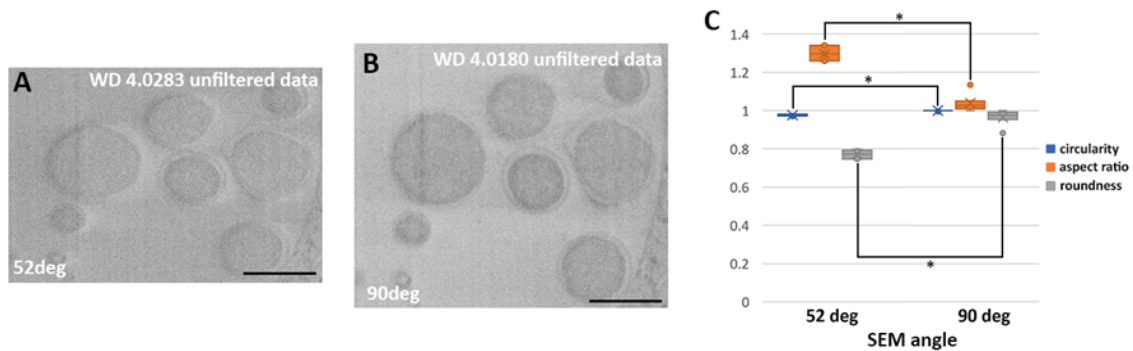 A
WD 4.0283 unfiltered data
52deg
B
WD 4.0180 unfiltered data
90deg
C
1.4
1.2
1
0.8
0.6
0.4
0.2
0
*
*
*
52 deg
90 deg
SEM angle
circularity
aspect ratio
roundness